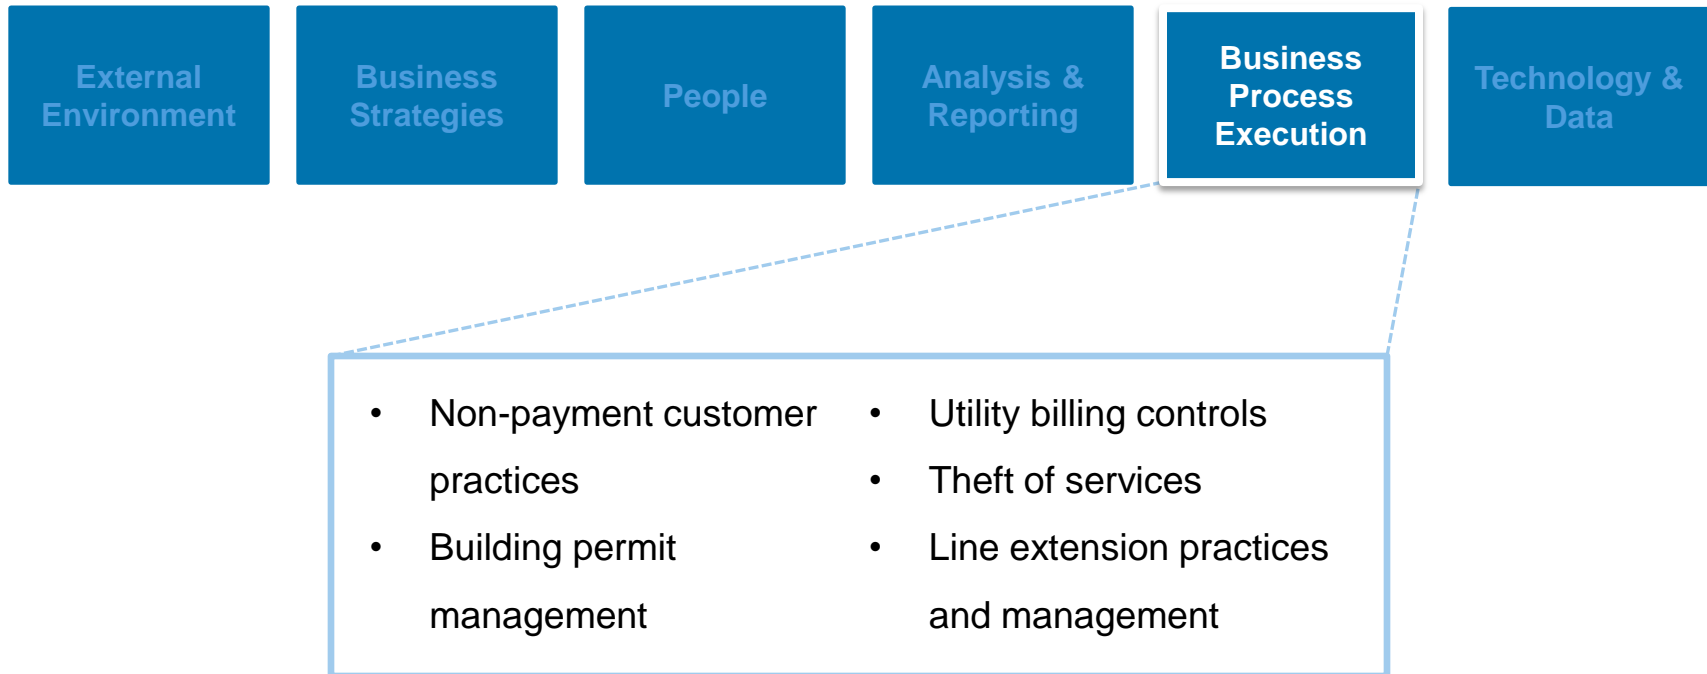 External
Environment
Business
Strategies
People
Analysis &
Reporting
Business
Process
Execution
Technology &
Data
• Non-payment customer
practices
• Building permit
management
• Utility billing controls
• Theft of services
• Line extension practices
and management